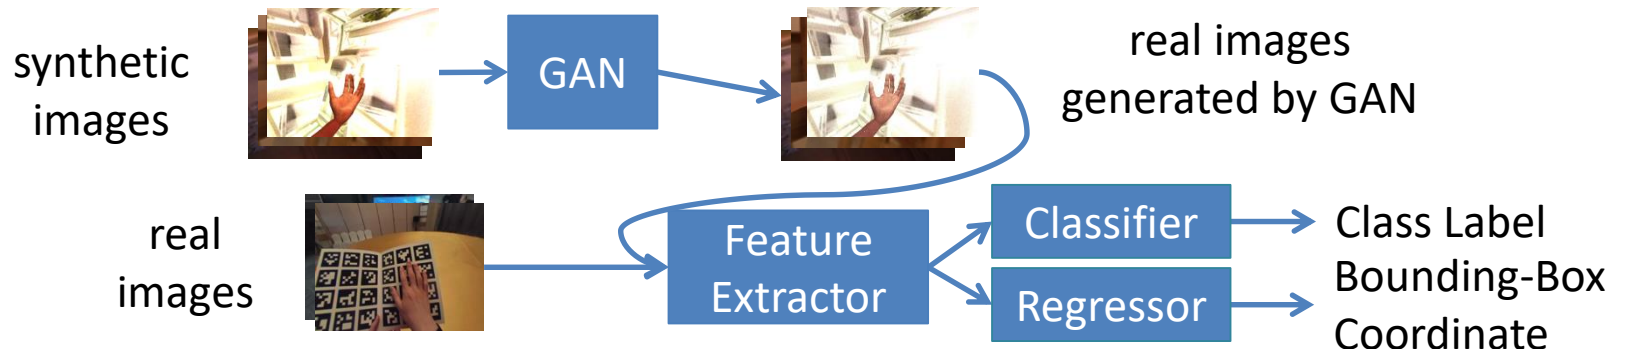 synthetic
images
GAN
real images
generated by GAN
real
images
Feature
Extractor
Classifier
Regressor
Class Label
Bounding-Box
Coordinate